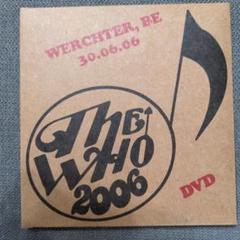 WERCHTER, BE
30.06.06
THE
WHO
2006
DVD